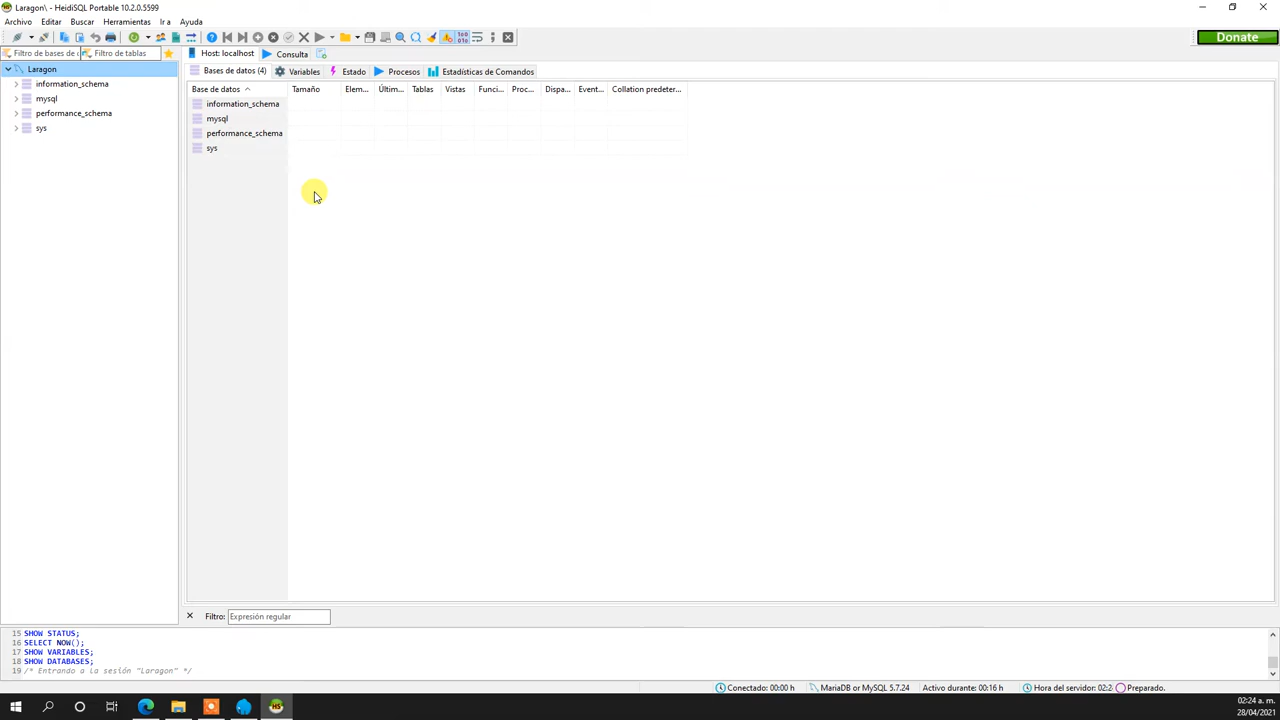 Laragon\ - HeidiSQL Portable 10.2.0.5599
Archivo Editar Buscar Herramientas Ir a Ayuda
Donate
Filtro de bases de Filtro de tablas
Host: localhost Consulta
Laragon
information_schema
mysql
performance_schema
sys
Bases de datos (4) Variables Estado Procesos Estadísticas de Comandos
Base de datos Tamaño Elem... Últim... Tablas Vistas Funci... Proc... Dispa... Event... Collation predeter...
information_schema
mysql
performance_schema
sys
Filtro: Expresión regular
15 SHOW STATUS;
16 SELECT NOW();
17 SHOW VARIABLES;
18 SHOW DATABASES;
19 /* Entrando a la sesión "Laragon" */
Conectado: 00:00 h MariaDB or MySQL 5.7.24 Activo durante: 00:16 h Hora del servidor: 02:2 Preparado.
HS
02:24 a. m.
28/04/2021